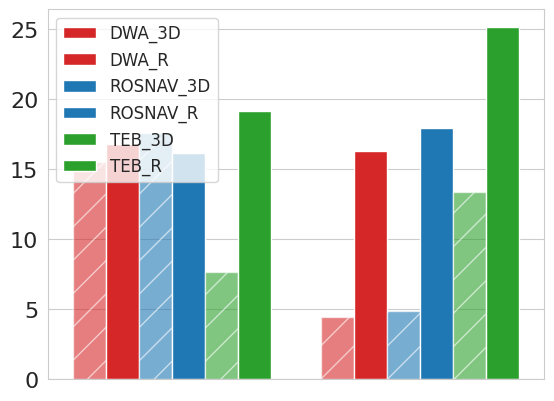 25
20
15
10
5
0
DWA_3D
DWA_R
ROSNAV_3D
ROSNAV_R
TEB_3D
TEB_R